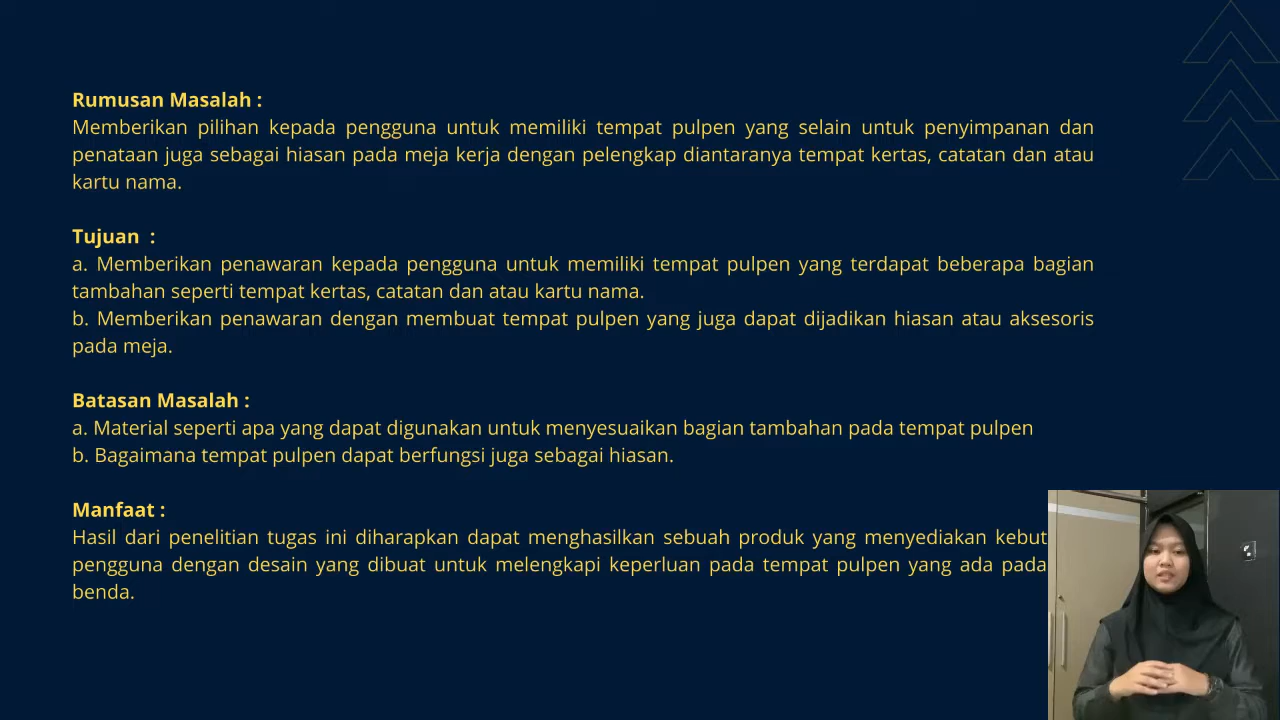 Rumusan Masalah :
Memberikan pilihan kepada pengguna untuk memiliki tempat pulpen yang selain untuk penyimpanan dan
penataan juga sebagai hiasan pada meja kerja dengan pelengkap diantaranya tempat kertas, catatan dan atau
kartu nama.
Tujuan :
a. Memberikan penawaran kepada pengguna untuk memiliki tempat pulpen yang terdapat beberapa bagian
tambahan seperti tempat kertas, catatan dan atau kartu nama.
b. Memberikan penawaran dengan membuat tempat pulpen yang juga dapat dijadikan hiasan atau aksesoris
pada meja.
Batasan Masalah :
a. Material seperti apa yang dapat digunakan untuk menyesuaikan bagian tambahan pada tempat pulpen
b. Bagaimana tempat pulpen dapat berfungsi juga sebagai hiasan.
Manfaat :
Hasil dari penelitian tugas ini diharapkan dapat menghasilkan sebuah produk yang menyediakan kebut
pengguna dengan desain yang dibuat untuk melengkapi keperluan pada tempat pulpen yang ada pada
benda.